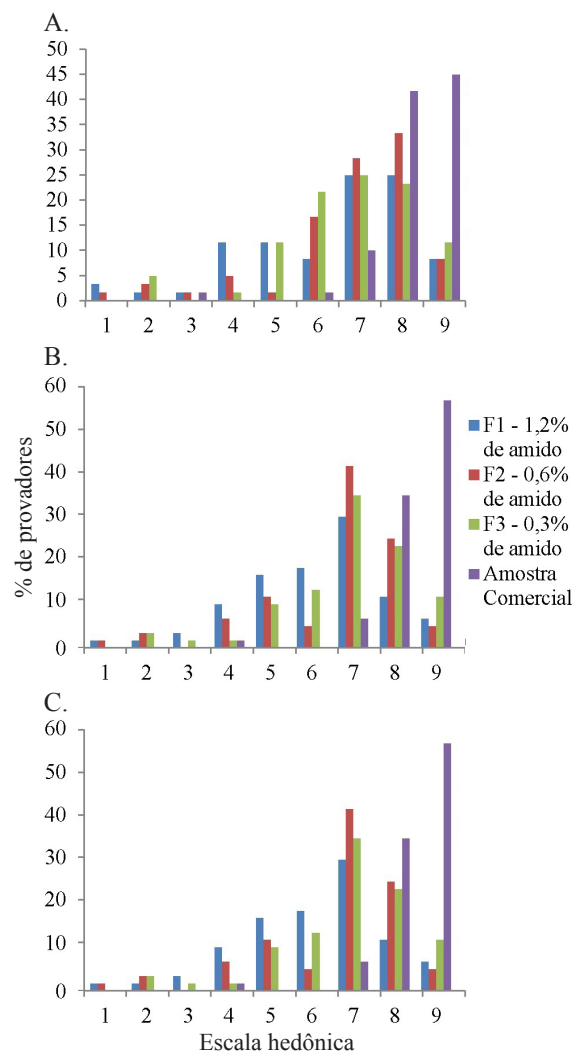 A.
50
45
40
35
30
25
20
15
10
5
0
1 2 3 4 5 6 7 8 9
B.
60
50
40
30
20
10
0
1 2 3 4 5 6 7 8 9
% de provadores
F1 - 1,2%
de amido
F2 - 0,6%
de amido
F3 - 0,3%
de amido
Amostra
Comercial
C.
60
50
40
30
20
10
0
1 2 3 4 5 6 7 8 9
Escala hedônica